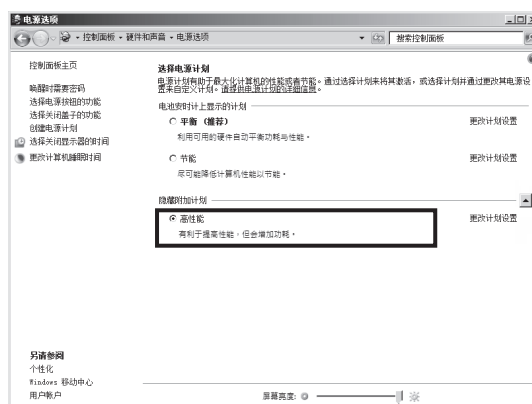 电源选项
控制面板 ▾ 硬件和声音 ▾ 电源选项
搜索控制面板
控制面板主页
唤醒时需要密码
选择电源按钮的功能
选择关闭盖子的功能
创建电源计划
选择关闭显示器的时间
更改计算机睡眠时间
选择电源计划
电源计划有助于最大化计算机的性能或者节能。通过选择计划来将其激活，或选择计划并通过更改其电源设
置来自定义计划。请提供电源计划的详细信息。
电池安时计上显示的计划
平衡（推荐）
更改计划设置
利用可用的硬件自动平衡功耗与性能。
节能
更改计划设置
尽可能降低计算机性能以节能。
隐藏附加计划
高性能
更改计划设置
有利于提高性能，但会增加功耗。
另请参阅
个性化
Windows 移动中心
用户帐户
屏幕亮度: